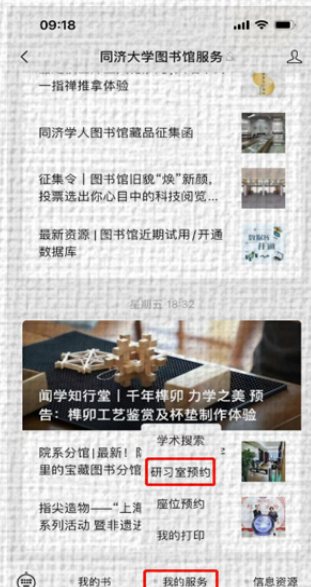 09:18
同济大学图书馆服务
一指禅推拿体验
同济学人图书馆藏品征集函
征集令丨图书馆旧貌“焕”新颜,
投票选出你心目中的科技阅览...
最新资源 | 图书馆近期试用/开通
数据库
星期五 18:32
闻学知行堂丨千年榫卯 力学之美 预
告：榫卯工艺鉴赏及杯垫制作体验
院系分馆|最新！
里的宝藏图书分馆
指尖造物——“上海
系列活动 暨非遗进
学术搜索
研习室预约
座位预约
我的打印
我的书
我的服务
信息资源